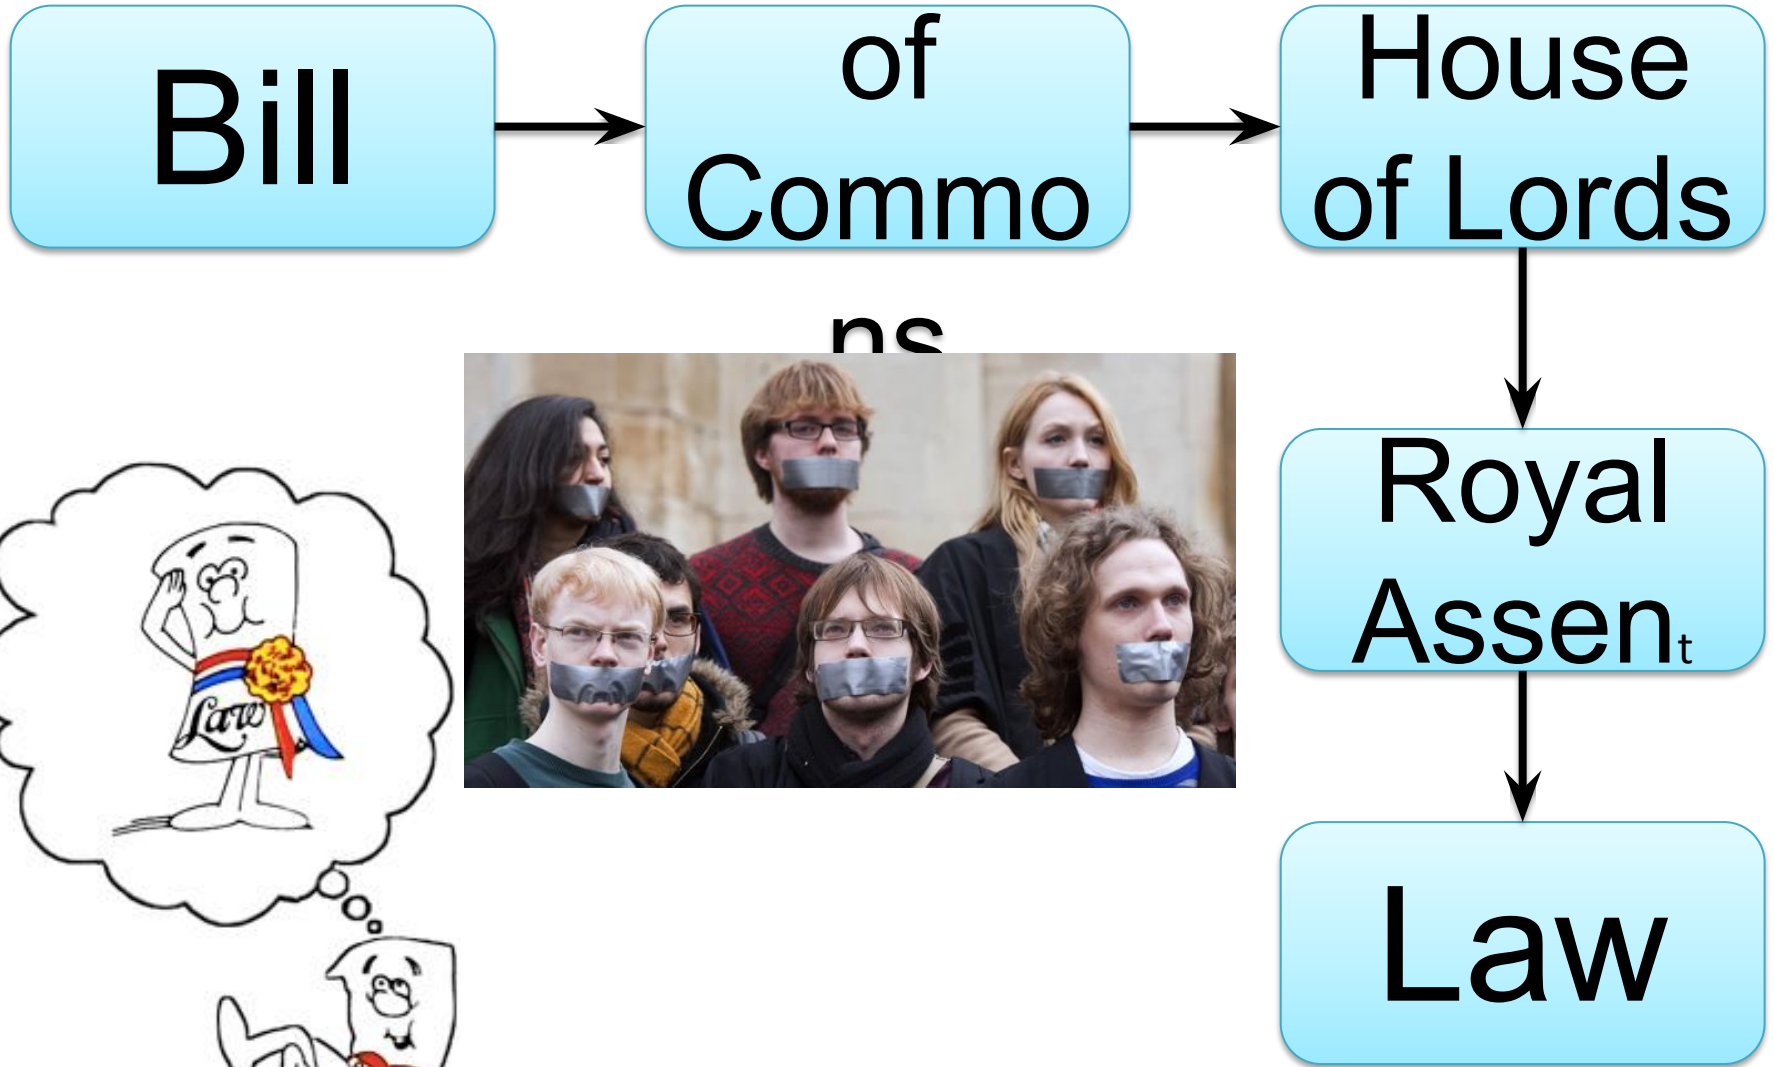 Bill
of
Commo
ns
House
of Lords
Royal
Assent
Law
Law